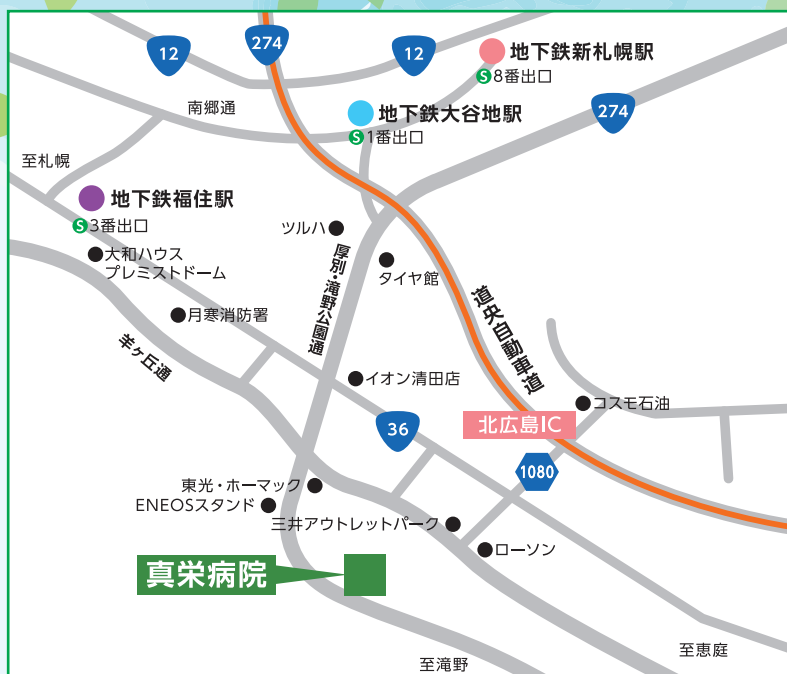 274
12
12
地下鉄新札幌駅
S8番出口
南郷通
地下鉄大谷地駅
S1番出口
274
至札幌
地下鉄福住駅
S3番出口
大和ハウス
プレミストドーム
ツルハ
タイヤ館
厚別・滝野公園通
道央自動車道
月寒消防署
羊ヶ丘通
イオン清田店
36
コスモ石油
北広島IC
1080
東光・ホーマック
ENEOSスタンド
三井アウトレットパーク
ローソン
真栄病院
至恵庭
至滝野